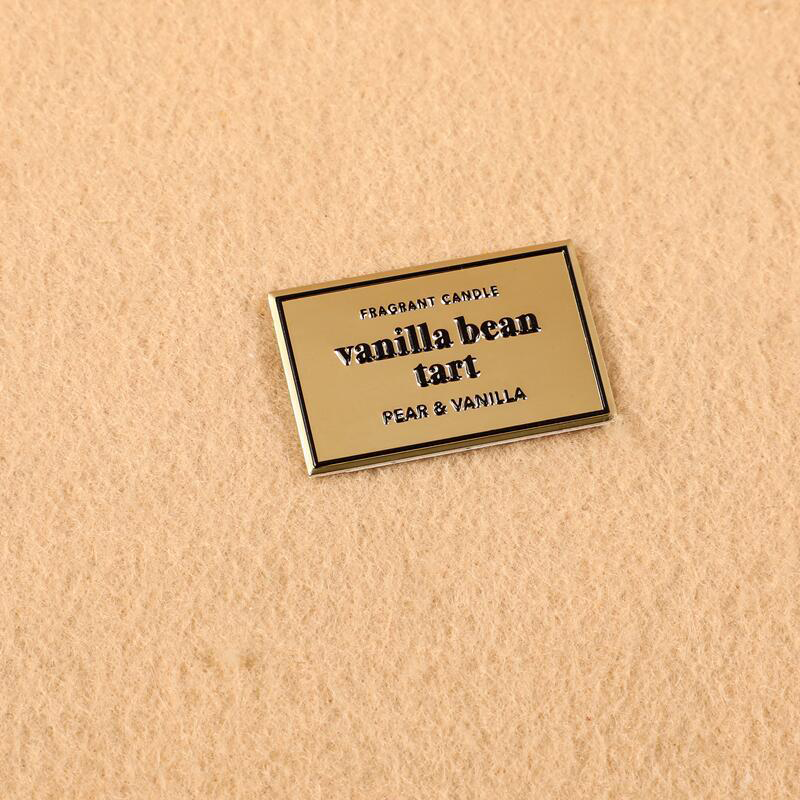 FRAGRANT CANDLE
vanilla bean
tart
PEAR & VANILLA